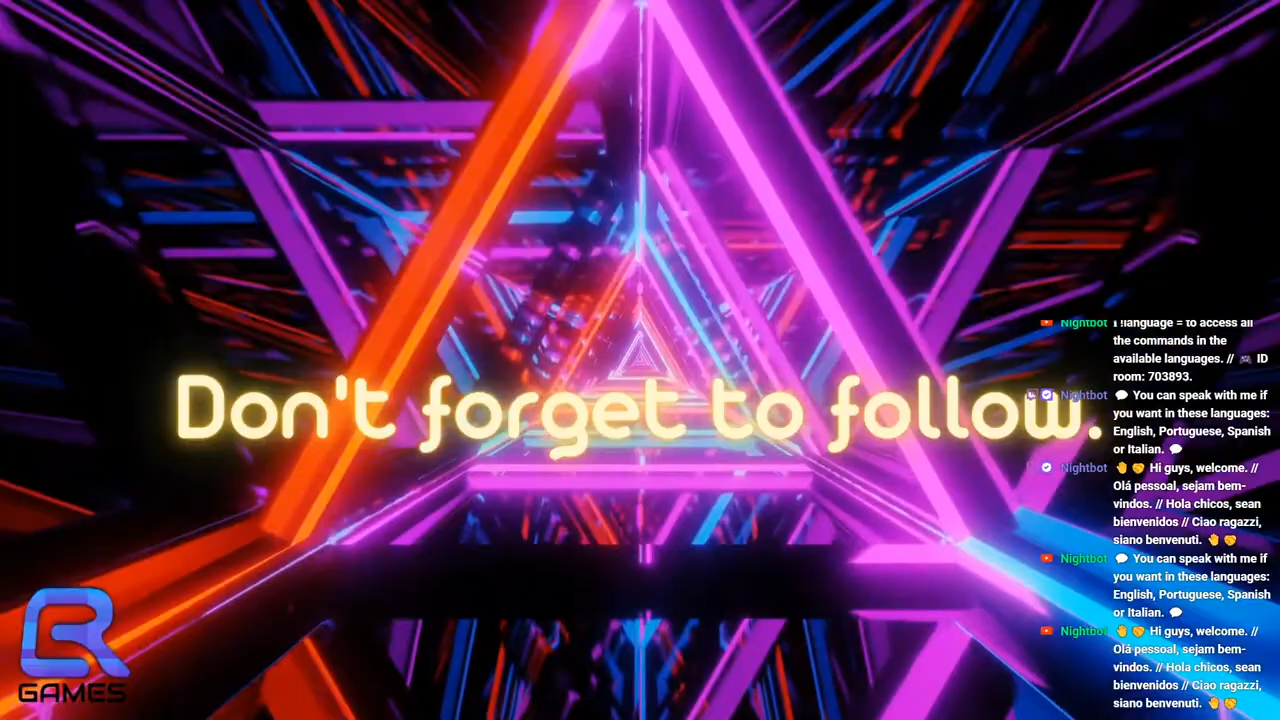 Don't forget to follow.
Nightbot !language = to access all
the commands in the
available languages. // 🎮 ID
room: 703893.
Nightbot 💬 You can speak with me if
you want in these languages:
English, Portuguese, Spanish
or Italian. 💬
Nightbot 🤚 🤝 Hi guys, welcome. //
Olá pessoal, sejam bem-
vindos. // Hola chicos, sean
bienvenidos // Ciao ragazzi,
siano benvenuti. 🤚 🤝
Nightbot 💬 You can speak with me if
you want in these languages:
English, Portuguese, Spanish
or Italian. 💬
Nightbot 🤚 🤝 Hi guys, welcome. //
Olá pessoal, sejam bem-
vindos. // Hola chicos, sean
bienvenidos // Ciao ragazzi,
siano benvenuti. 🤚 🤝
GAMES